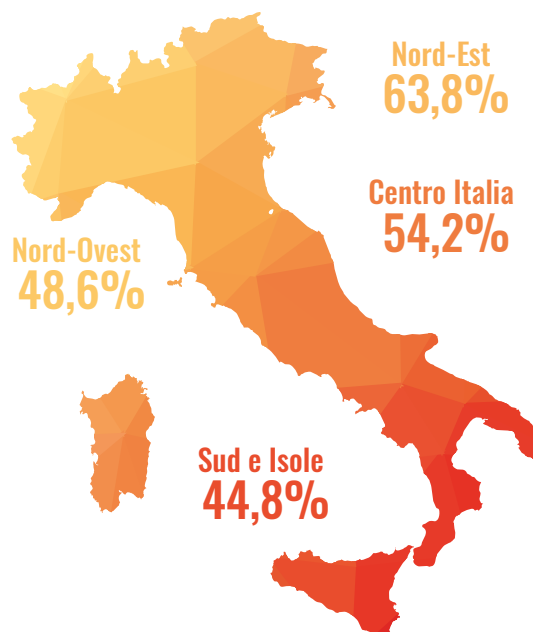 Nord-Est
63,8%
Centro Italia
54,2%
Nord-Ovest
48,6%
Sud e Isole
44,8%